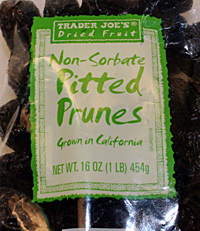 TRADER JOE'S®
Dried Fruit
Non-Sorbate
Pitted
Prunes
Grown in California
NET WT. 16 OZ (1 LB) 454g